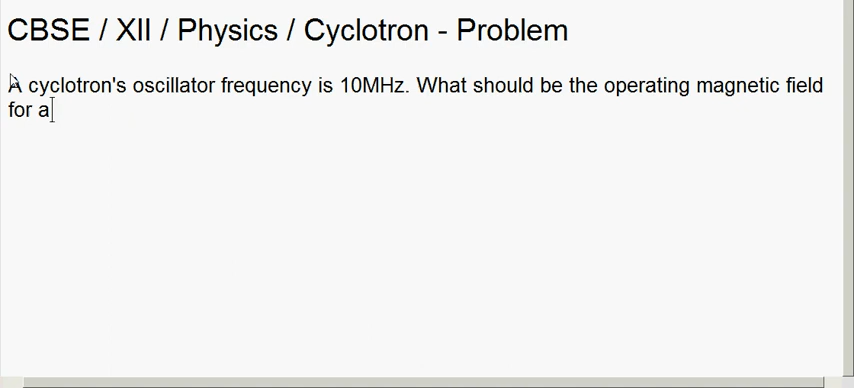 CBSE / XII / Physics / Cyclotron - Problem
A cyclotron's oscillator frequency is 10MHz. What should be the operating magnetic field
for a